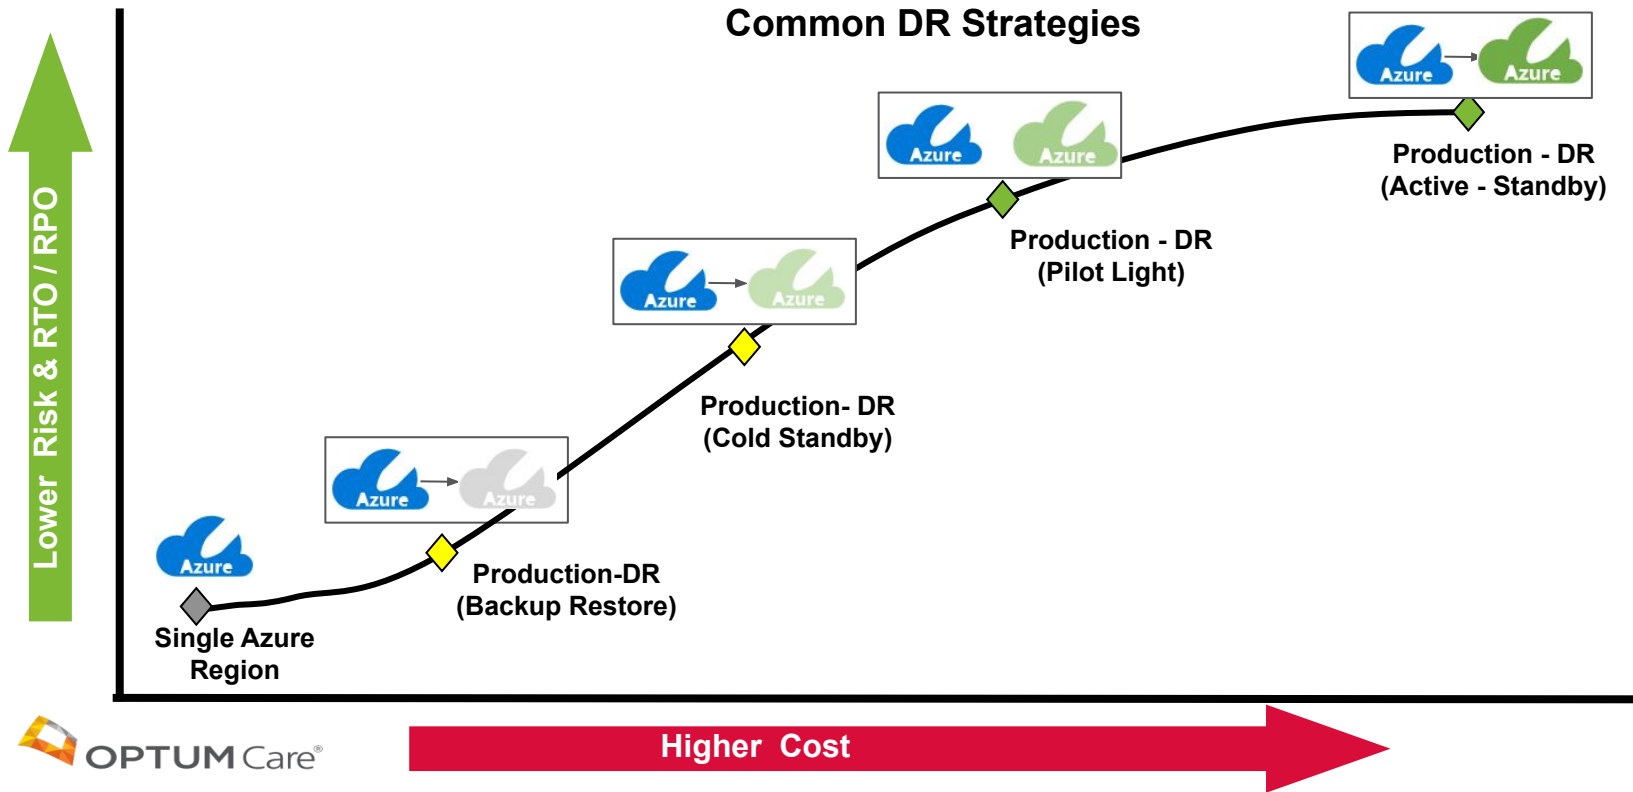 Common DR Strategies
Azure
Azure
Azure
Azure
Production - DR
(Active - Standby)
Production - DR
(Pilot Light)
Azure
Azure
Production- DR
(Cold Standby)
Azure
Azure
Production-DR
(Backup Restore)
Azure
Single Azure
Region
Lower Risk & RTO / RPO
OPTUM Care®
Higher Cost